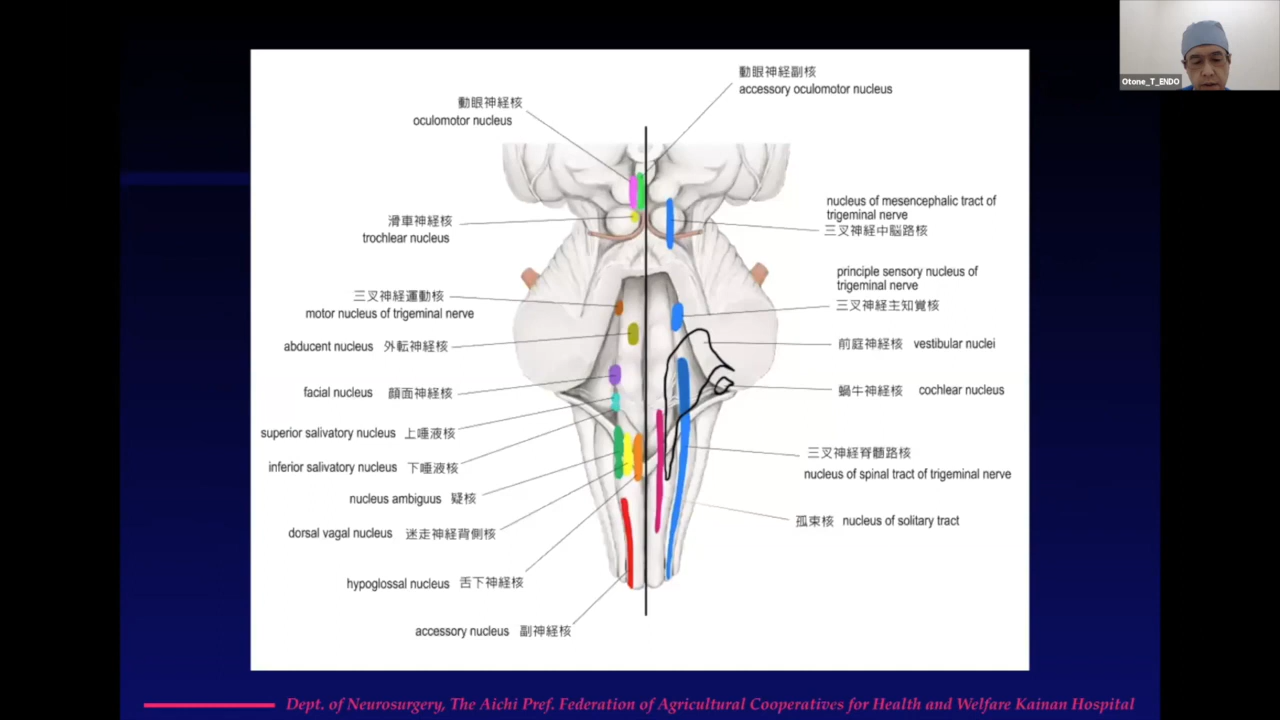 Otone_T_ENDO
動眼神経副核
accessory oculomotor nucleus
動眼神経核
oculomotor nucleus
滑車神経核
trochlear nucleus
三叉神経運動核
motor nucleus of trigeminal nerve
abducent nucleus 外転神経核
facial nucleus 顔面神経核
superior salivatory nucleus 上唾液核
inferior salivatory nucleus 下唾液核
nucleus ambiguus 疑核
dorsal vagal nucleus 迷走神経背側核
hypoglossal nucleus 舌下神経核
accessory nucleus 副神経核
nucleus of mesencephalic tract of
trigeminal nerve
三叉神経中脳路核
principle sensory nucleus of
trigeminal nerve
三叉神経主知覚核
前庭神経核 vestibular nuclei
蝸牛神経核 cochlear nucleus
三叉神経脊髄路核
nucleus of spinal tract of trigeminal nerve
孤束核 nucleus of solitary tract
Dept. of Neurosurgery, The Aichi Pref. Federation of Agricultural Cooperatives for Health and Welfare Kainan Hospital